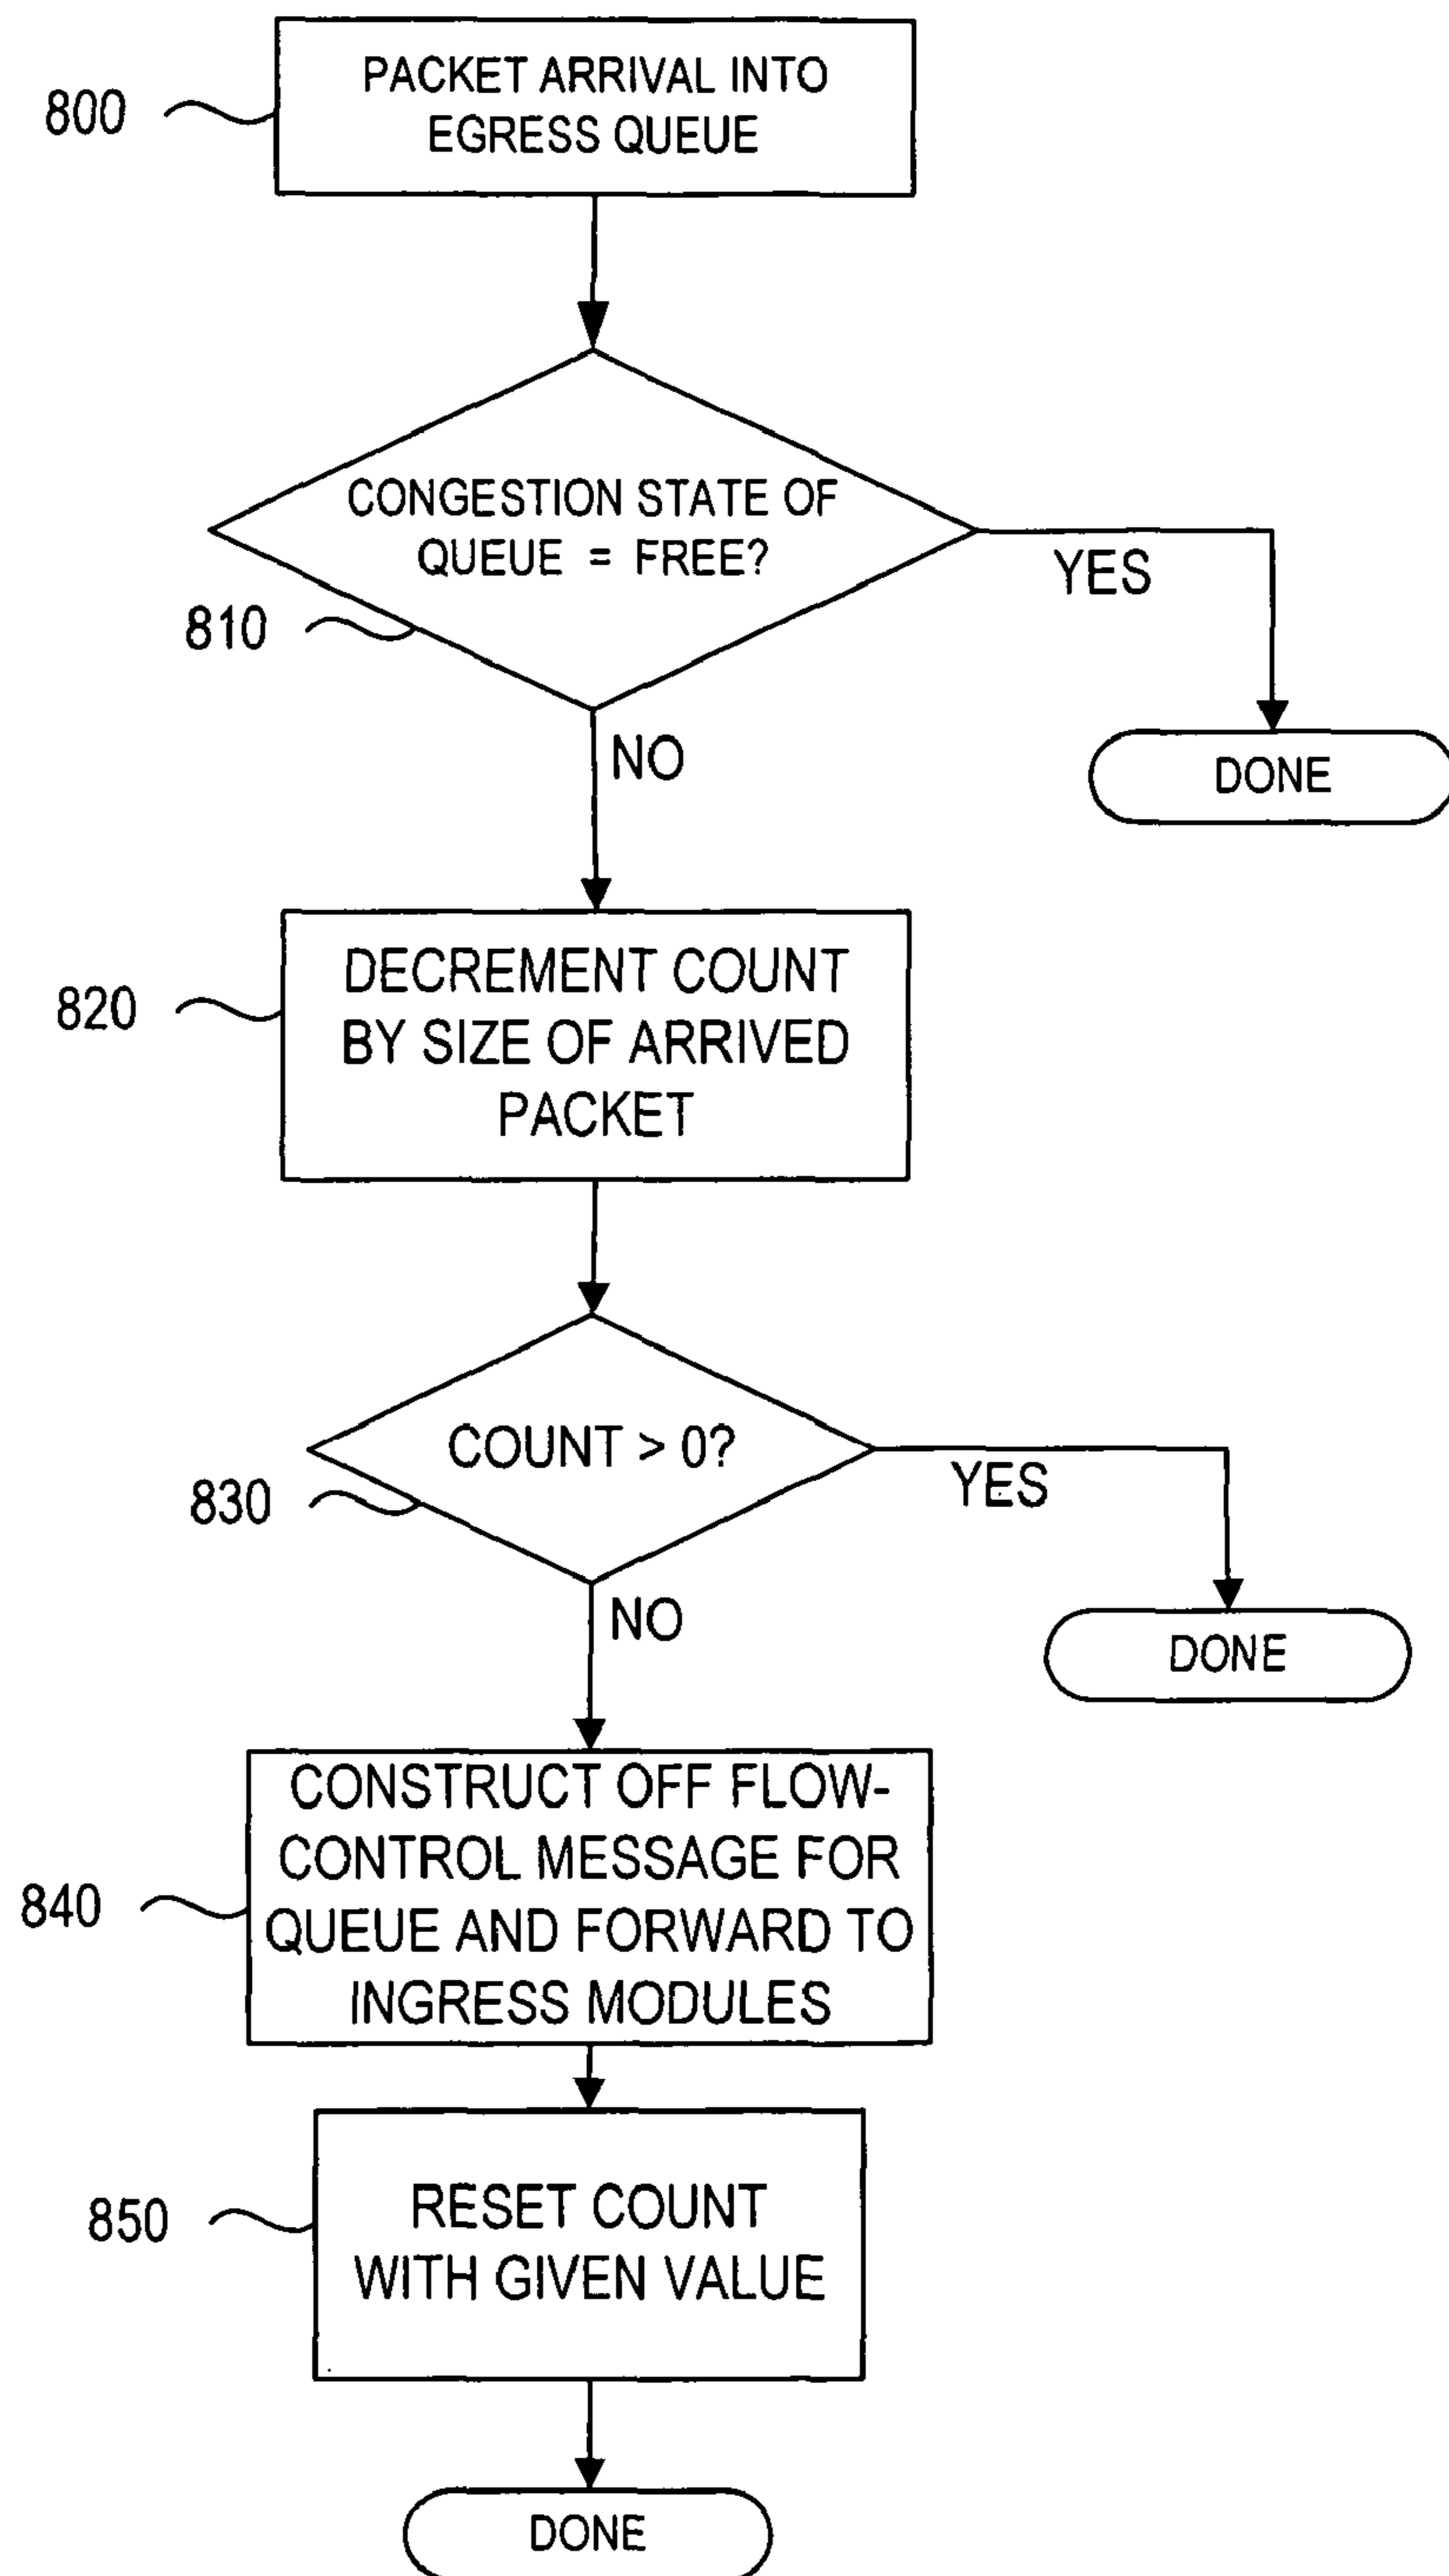 PACKET ARRIVAL INTO
EGRESS QUEUE
800
CONGESTION STATE OF
QUEUE = FREE?
YES
810
NO
DONE
DECREMENT COUNT
BY SIZE OF ARRIVED
PACKET
820
COUNT > 0?
YES
830
NO
DONE
CONSTRUCT OFF FLOW-
CONTROL MESSAGE FOR
QUEUE AND FORWARD TO
INGRESS MODULES
840
RESET COUNT
WITH GIVEN VALUE
850
DONE